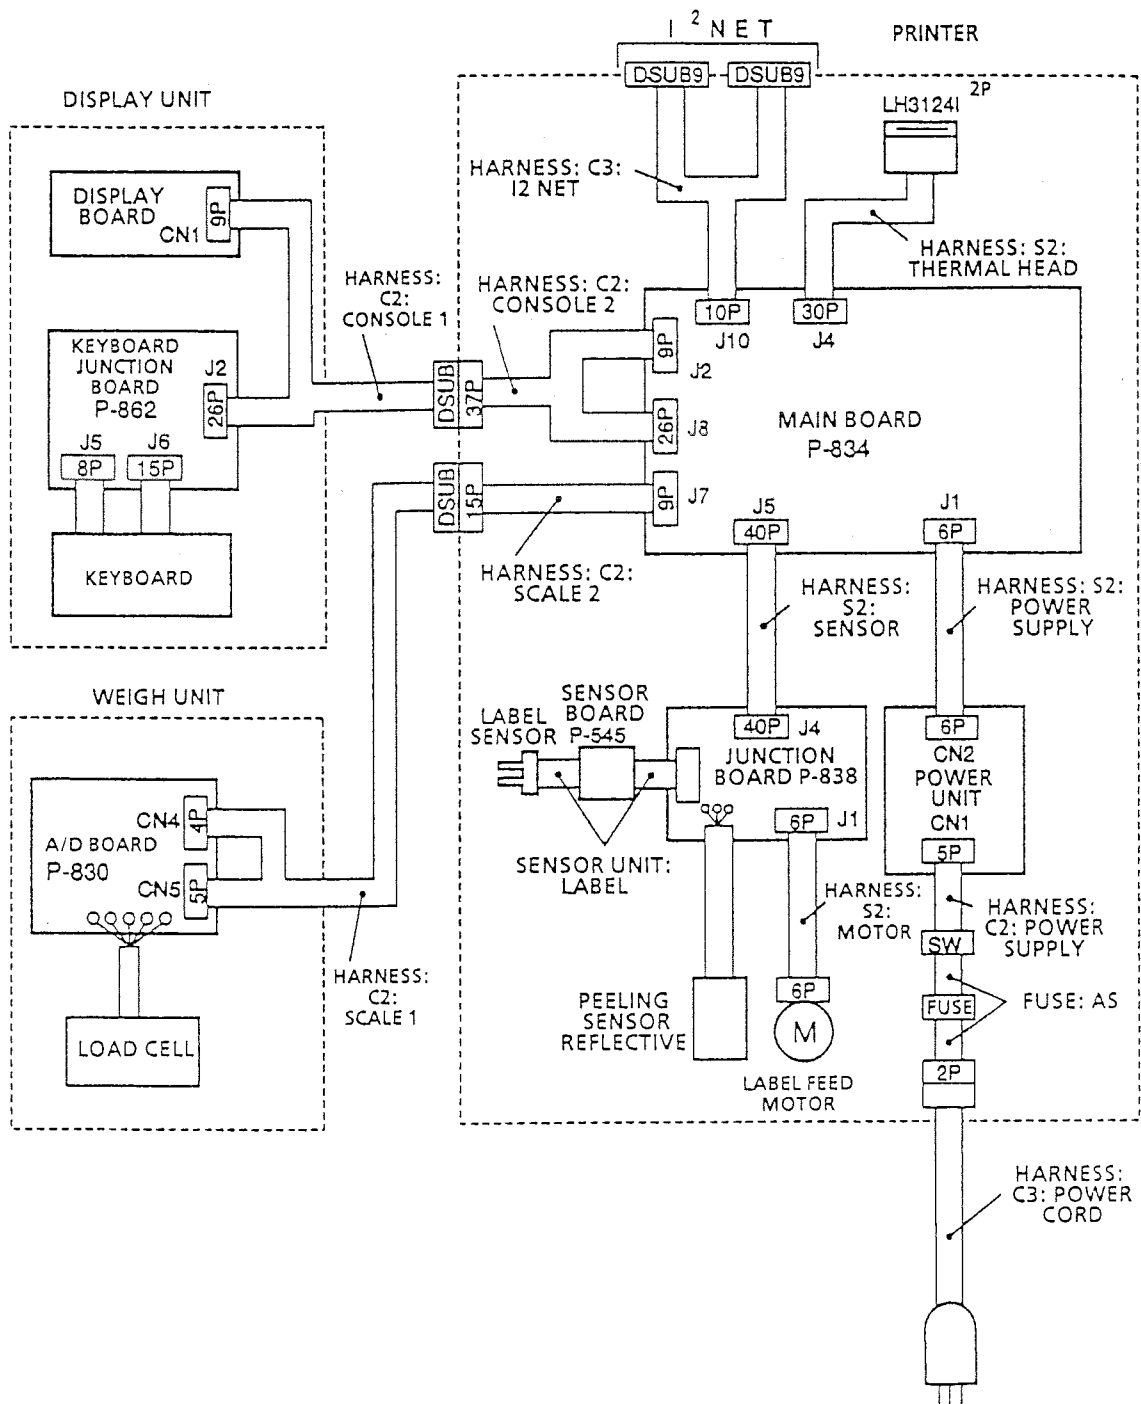 I 2 NET
PRINTER
DSUB9
DSUB9
DISPLAY UNIT
LH3124I 2P
DISPLAY
BOARD
9P
CN1
HARNESS: C3:
I2 NET
HARNESS: S2:
THERMAL HEAD
HARNESS:
C2:
CONSOLE 1
HARNESS: C2:
CONSOLE 2
10P
J10
30P
J4
KEYBOARD
JUNCTION
BOARD
P-862
J2
26P
J5
8P
J6
15P
KEYBOARD
DSUB
37P
9P
J2
26P
J8
MAIN BOARD
P-834
DSUB
15P
9P
J7
J5
40P
J1
6P
HARNESS: C2:
SCALE 2
HARNESS:
S2:
SENSOR
HARNESS: S2:
POWER
SUPPLY
WEIGH UNIT
LABEL
SENSOR
SENSOR
BOARD
P-545
40P
J4
JUNCTION
BOARD P-838
6P
CN2
POWER
UNIT
CN1
5P
6P
J1
CN4
4P
A/D BOARD
P-830
CN5
5P
SENSOR UNIT:
LABEL
HARNESS:
S2:
MOTOR
HARNESS:
C2: POWER
SUPPLY
SW
HARNESS:
C2:
SCALE 1
LOAD CELL
PEELING
SENSOR
REFLECTIVE
6P
M
LABEL FEED
MOTOR
FUSE
FUSE: AS
2P
HARNESS:
C3: POWER
CORD